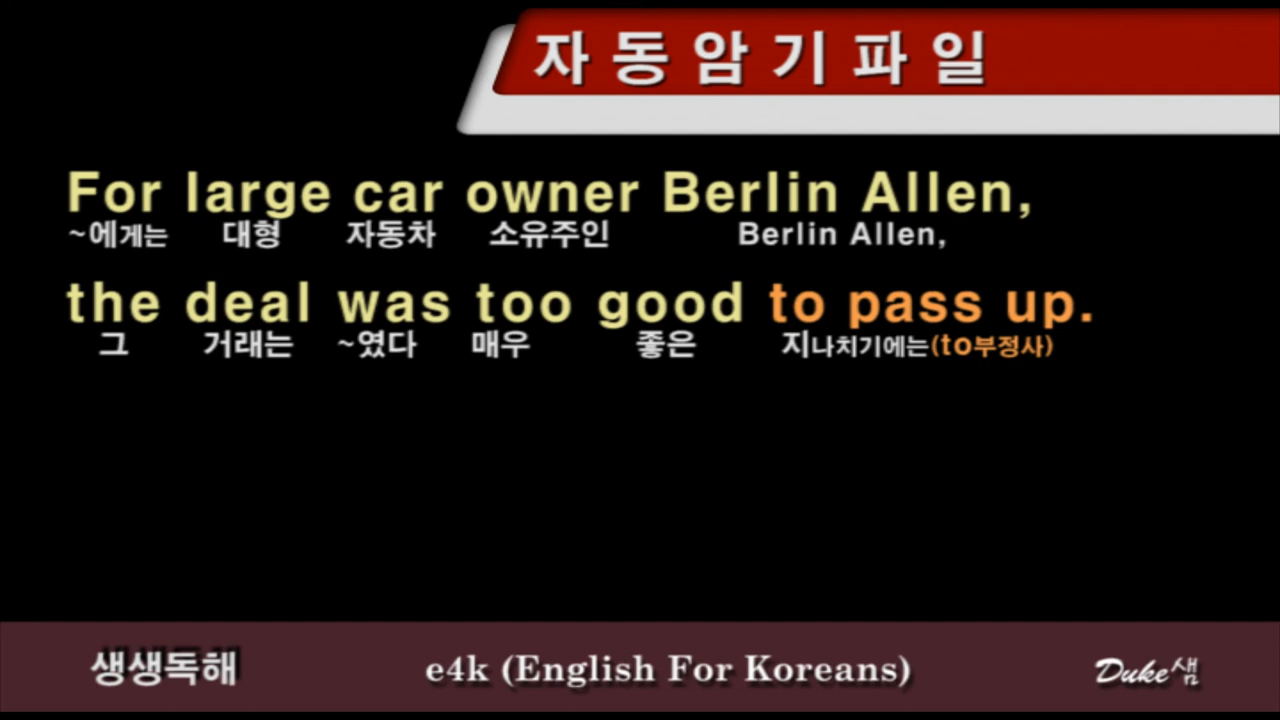 자동암기파일
For large car owner Berlin Allen,
~에게는 대형 자동차 소유주인 Berlin Allen,
the deal was too good to pass up.
그 거래는 ~였다 매우 좋은 지나치기에는(to부정사)
생생독해 e4k (English For Koreans) Duke샘